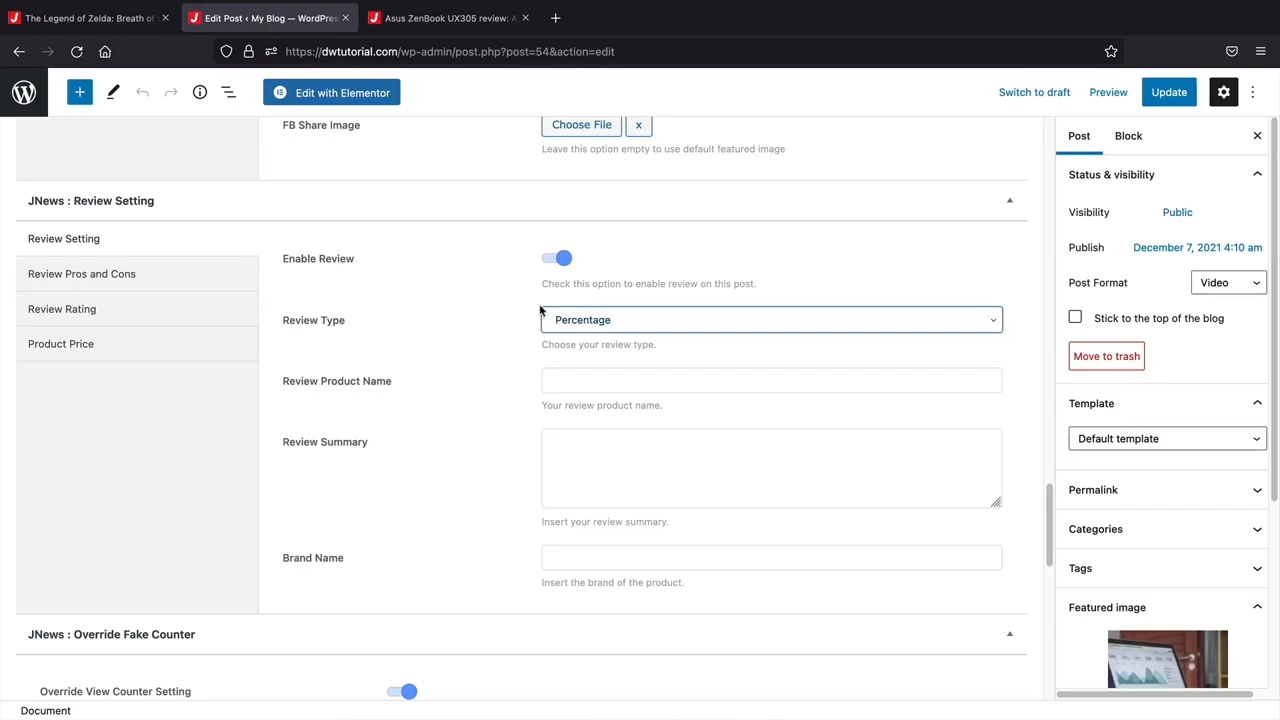 The Legend of Zelda: Breath of
Edit Post ‹ My Blog — WordPres
Asus ZenBook UX305 review: A
https://dwtutorial.com/wp-admin/post.php?post=54&action=edit
Edit with Elementor
Switch to draft
Preview
Update
FB Share Image
Choose File
x
Leave this option empty to use default featured image
JNews : Review Setting
Review Setting
Review Pros and Cons
Review Rating
Product Price
Enable Review
Check this option to enable review on this post.
Review Type
Percentage
Choose your review type.
Review Product Name
Your review product name.
Review Summary
Insert your review summary.
Brand Name
Insert the brand of the product.
JNews : Override Fake Counter
Override View Counter Setting
Document
Post
Block
Status & visibility
Visibility
Public
Publish
December 7, 2021 4:10 am
Post Format
Video
Stick to the top of the blog
Move to trash
Template
Default template
Permalink
Categories
Tags
Featured image